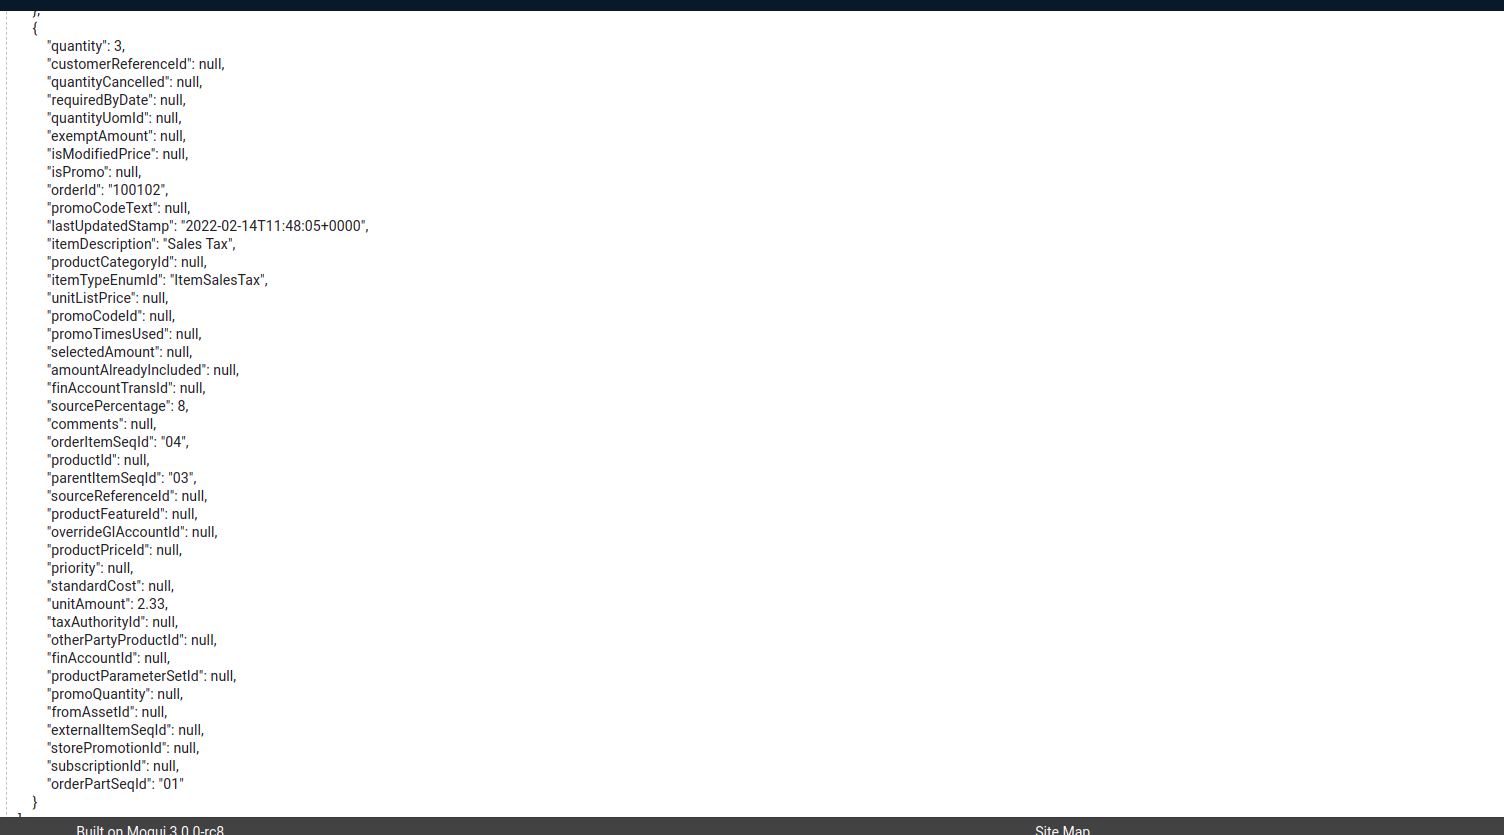 },
{
"quantity": 3,
"customerReferenceId": null,
"quantityCancelled": null,
"requiredByDate": null,
"quantityUomId": null,
"exemptAmount": null,
"isModifiedPrice": null,
"isPromo": null,
"orderId": "100102",
"promoCodeText": null,
"lastUpdatedStamp": "2022-02-14T11:48:05+0000",
"itemDescription": "Sales Tax",
"productCategoryId": null,
"itemTypeEnumId": "ItemSalesTax",
"unitListPrice": null,
"promoCodeId": null,
"promoTimesUsed": null,
"selectedAmount": null,
"amountAlreadyIncluded": null,
"finAccountTransId": null,
"sourcePercentage": 8,
"comments": null,
"orderItemSeqId": "04",
"productId": null,
"parentItemSeqId": "03",
"sourceReferenceId": null,
"productFeatureId": null,
"overrideGlAccountId": null,
"productPriceId": null,
"priority": null,
"standardCost": null,
"unitAmount": 2.33,
"taxAuthorityId": null,
"otherPartyProductId": null,
"finAccountId": null,
"productParameterSetId": null,
"promoQuantity": null,
"fromAssetId": null,
"externalItemSeqId": null,
"storePromotionId": null,
"subscriptionId": null,
"orderPartSeqId": "01"
}
]
Built on Moqui 3.0.0-rc8 Site Map